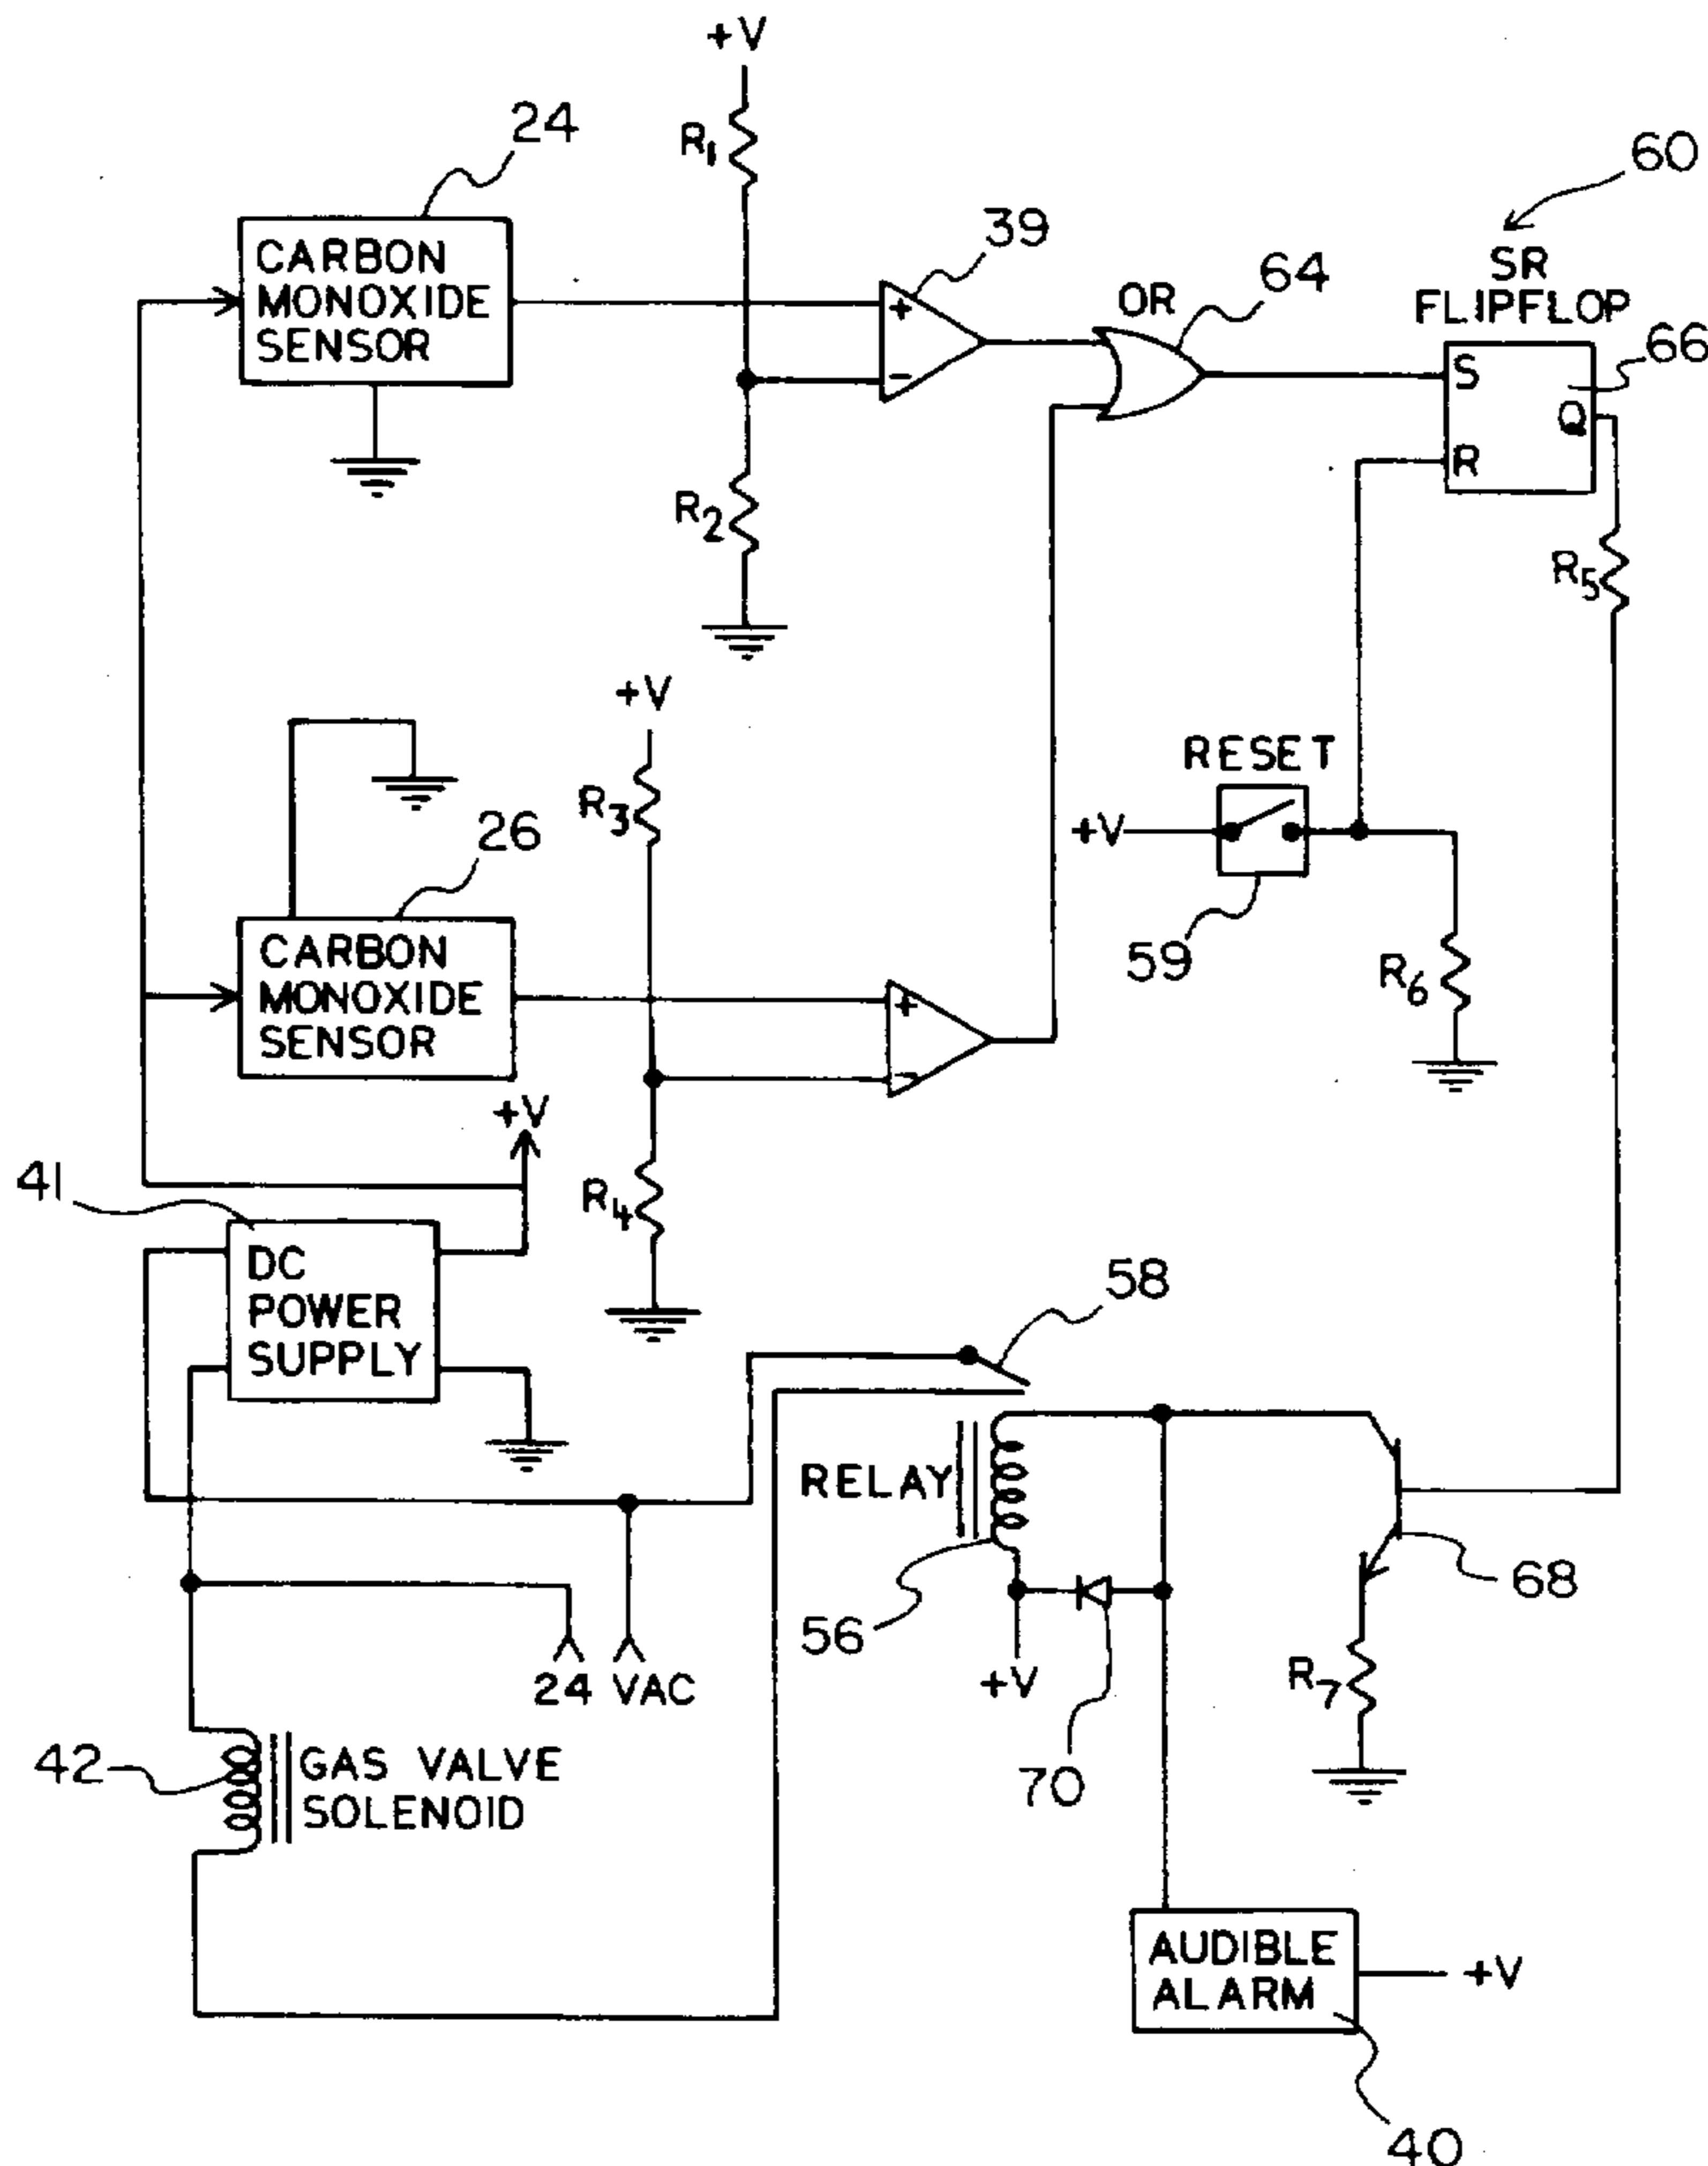 +V
24
R1
39
60
CARBON
MONOXIDE
SENSOR
+
-
OR
64
SR
FLIPFLOP
66
S
Q
R
R2
R5
+V
R3
RESET
26
+V
59
R6
CARBON
MONOXIDE
SENSOR
+
-
+V
41
R4
DC
POWER
SUPPLY
58
RELAY
68
56
+V
24 VAC
R7
42
GAS VALVE
SOLENOID
70
AUDIBLE
ALARM
+V
40